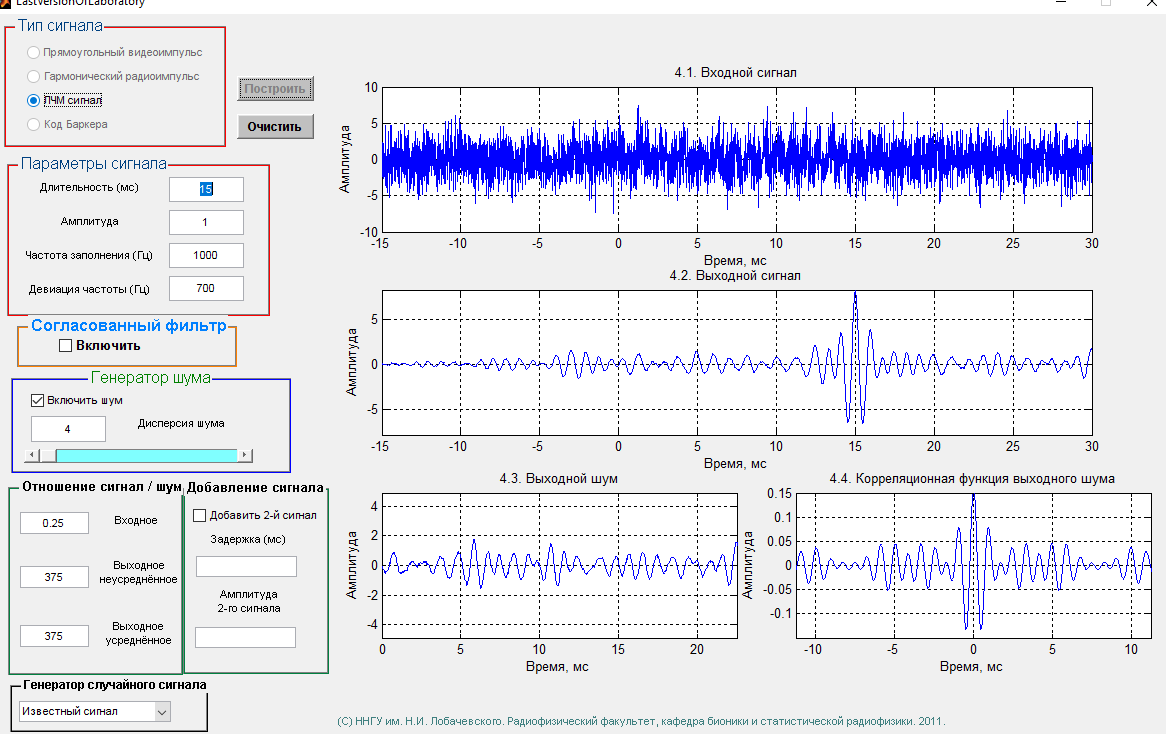 LastVersionOfLaboratory
Тип сигнала
Прямоугольный видеоимпульс
Гармонический радиоимпульс
ЛЧМ сигнал
Код Баркера
Построить
Очистить
Параметры сигнала
Длительность (мс)
15
Амплитуда
1
Частота заполнения (Гц)
1000
Девиация частоты (Гц)
700
Согласованный фильтр
Включить
Генератор шума
Включить шум
4
Дисперсия шума
Отношение сигнал / шум
0.25
Входное
375
Выходное
неусреднённое
375
Выходное
усреднённое
Добавление сигнала
Добавить 2-й сигнал
Задержка (мс)
Амплитуда
2-го сигнала
Генератор случайного сигнала
Известный сигнал
4.1. Входной сигнал
Амплитуда
10
5
0
-5
-10
-15 -10 -5 0 5 10 15 20 25 30
Время, мс
4.2. Выходной сигнал
Амплитуда
5
0
-5
-15 -10 -5 0 5 10 15 20 25 30
Время, мс
4.3. Выходной шум
Амплитуда
4
2
0
-2
-4
0 5 10 15 20
Время, мс
4.4. Корреляционная функция выходного шума
Амплитуда
0.15
0.1
0.05
0
-0.05
-0.1
-10 -5 0 5 10
Время, мс
(С) ННГУ им. Н.И. Лобачевского. Радиофизический факультет, кафедра бионики и статистической радиофизики. 2011.